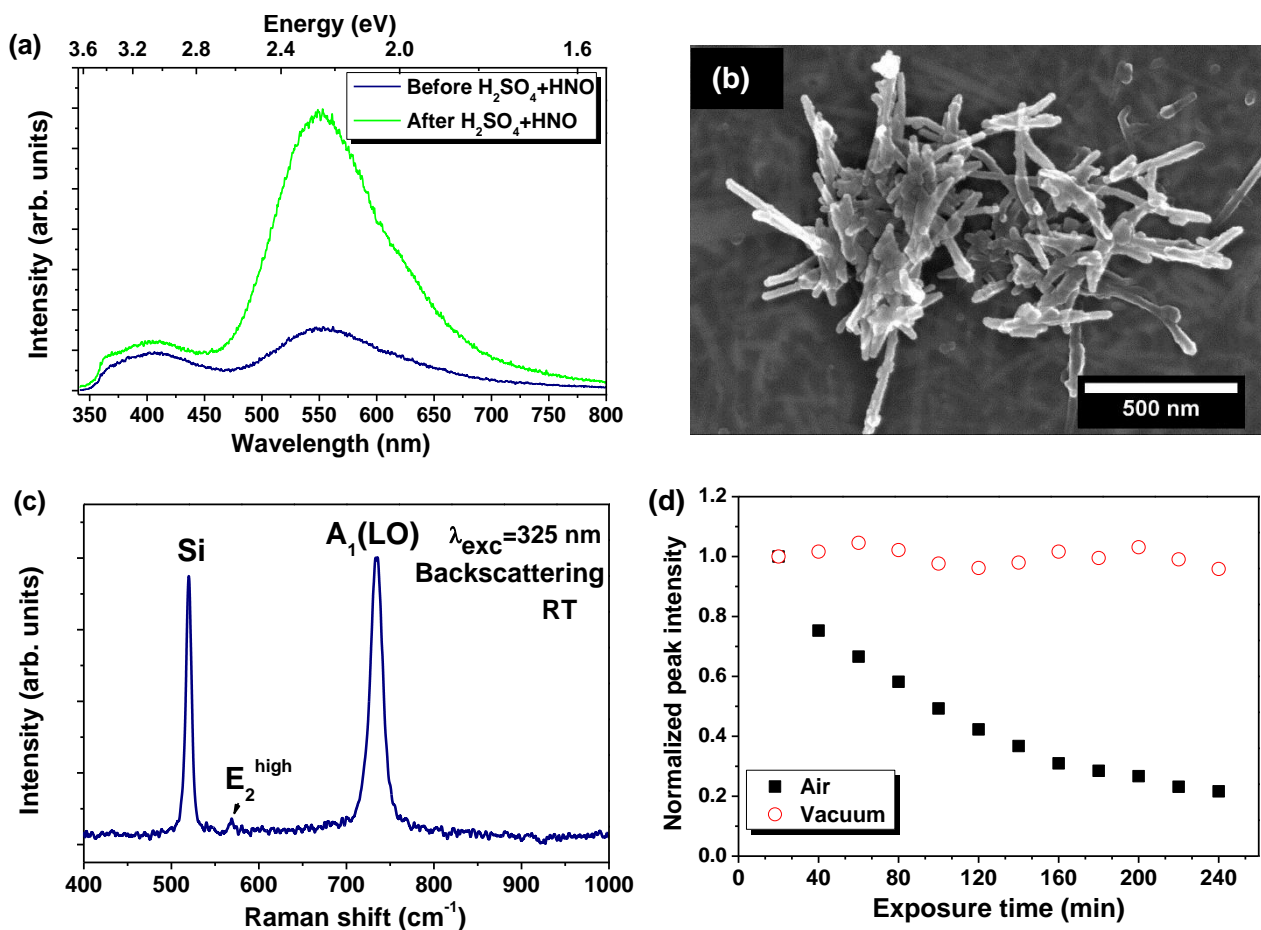 (a)
Energy (eV)
3.6 3.2 2.8 2.4 2.0 1.6
Before H₂SO₄+HNO
After H₂SO₄+HNO
Intensity (arb. units)
350 400 450 500 550 600 650 700 750 800
Wavelength (nm)
(b)
500 nm
(c)
Si
E₂ʰⁱᵍʰ
A₁(LO)
λexc=325 nm
Backscattering
RT
Intensity (arb. units)
400 500 600 700 800 900 1000
Raman shift (cm⁻¹)
(d)
1.2
1.0
0.8
0.6
0.4
0.2
0.0
Normalized peak intensity
Air
Vacuum
0 40 80 120 160 200 240
Exposure time (min)